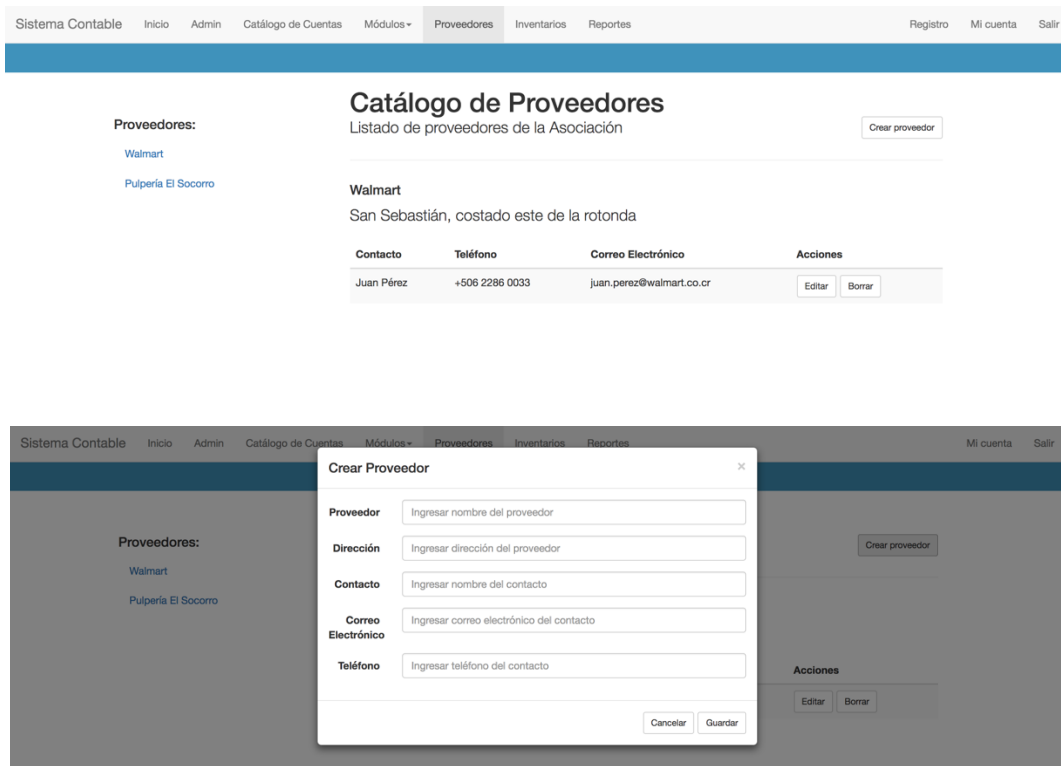 Sistema Contable Inicio Admin Catálogo de Cuentas Módulos Proveedores Inventarios Reportes Registro Mi cuenta Salir
Catálogo de Proveedores
Listado de proveedores de la Asociación
Crear proveedor
Proveedores:
Walmart
Pulpería El Socorro
Walmart
San Sebastián, costado este de la rotonda
Contacto Teléfono Correo Electrónico Acciones
Juan Pérez +506 2286 0033 juan.perez@walmart.co.cr Editar Borrar
Sistema Contable Inicio Admin Catálogo de Cuentas Módulos Proveedores Inventarios Reportes Mi cuenta Salir
Crear Proveedor ×
Proveedor Ingresar nombre del proveedor
Dirección Ingresar dirección del proveedor
Contacto Ingresar nombre del contacto
Correo Electrónico Ingresar correo electrónico del contacto
Teléfono Ingresar teléfono del contacto
Cancelar Guardar
Proveedores:
Walmart
Pulpería El Socorro
Crear proveedor
Acciones
Editar Borrar